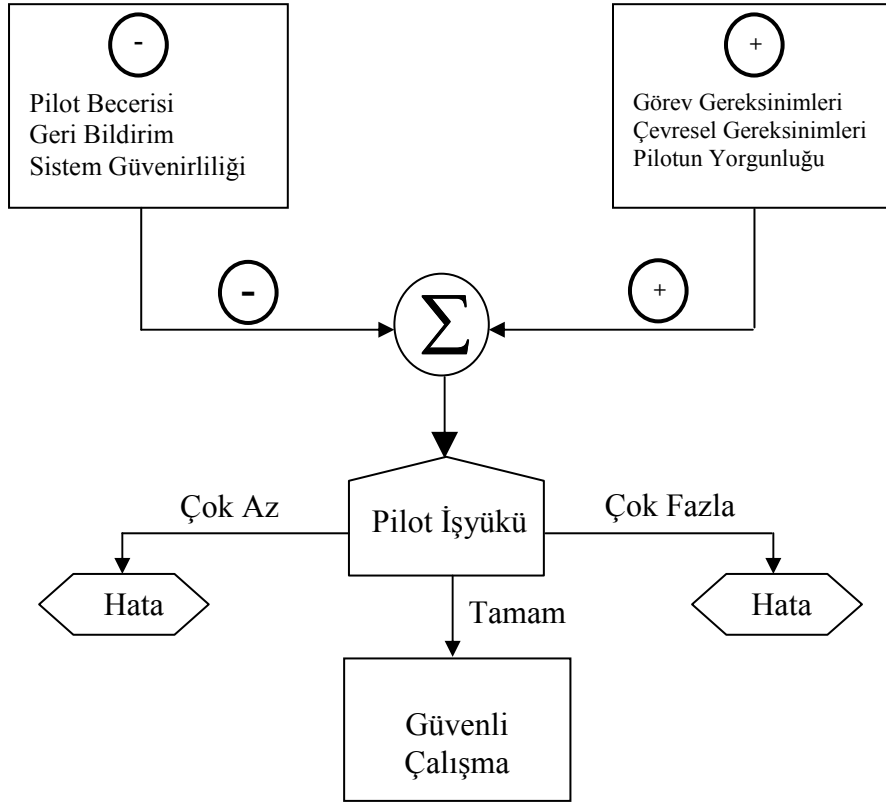 -
Pilot Becerisi
Geri Bildirim
Sistem Güvenirliliği
+
Görev Gereksinimleri
Çevresel Gereksinimleri
Pilotun Yorgunluğu
-
+
Σ
Çok Az
Pilot İşyükü
Çok Fazla
Hata
Tamam
Hata
Güvenli
Çalışma